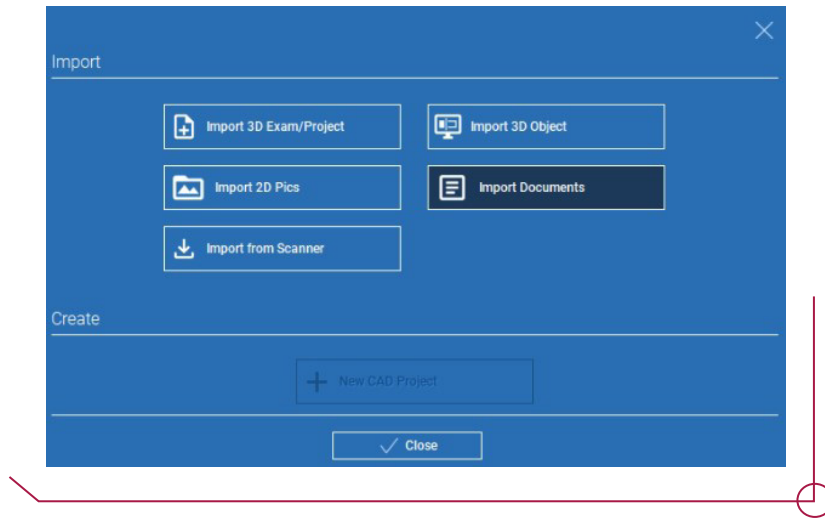 Import
Import 3D Exam/Project
Import 3D Object
Import 2D Pics
Import Documents
Import from Scanner
Create
New CAD Project
Close